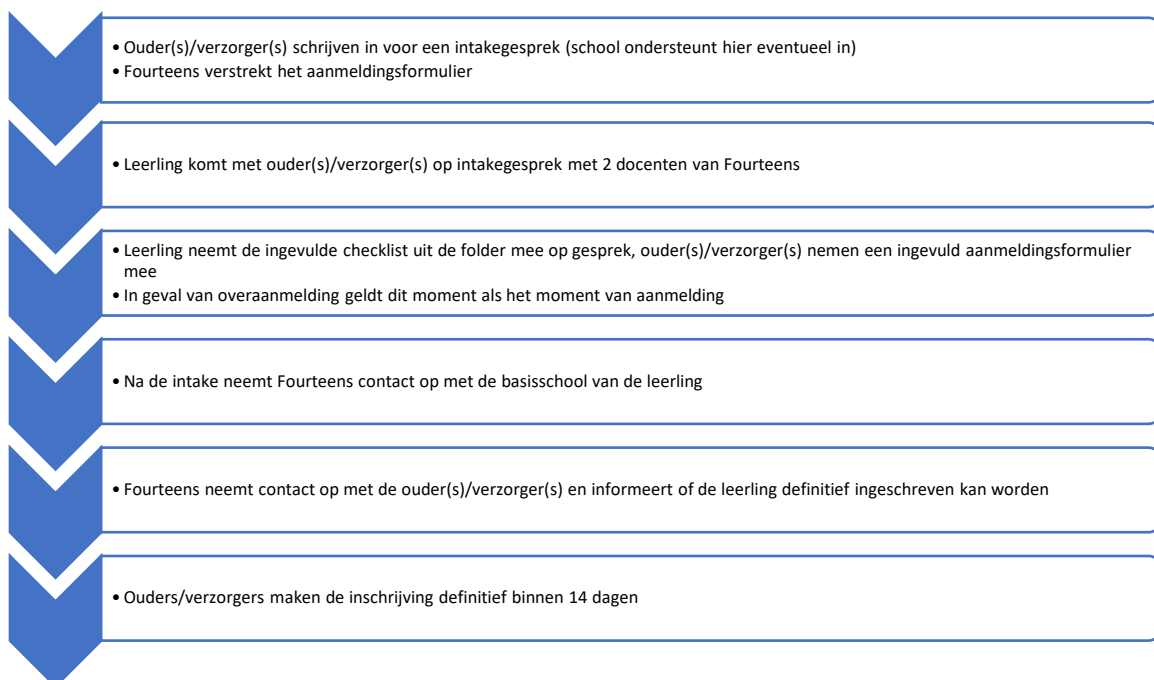 • Ouder(s)/verzorger(s) schrijven in voor een intakegesprek (school ondersteunt hier eventueel in)
• Fourteens verstrekt het aanmeldingsformulier
• Leerling komt met ouder(s)/verzorger(s) op intakegesprek met 2 docenten van Fourteens
• Leerling neemt de ingevulde checklist uit de folder mee op gesprek, ouder(s)/verzorger(s) nemen een ingevuld aanmeldingsformulier
mee
• In geval van overaanmelding geldt dit moment als het moment van aanmelding
• Na de intake neemt Fourteens contact op met de basisschool van de leerling
• Fourteens neemt contact op met de ouder(s)/verzorger(s) en informeert of de leerling definitief ingeschreven kan worden
• Ouders/verzorgers maken de inschrijving definitief binnen 14 dagen